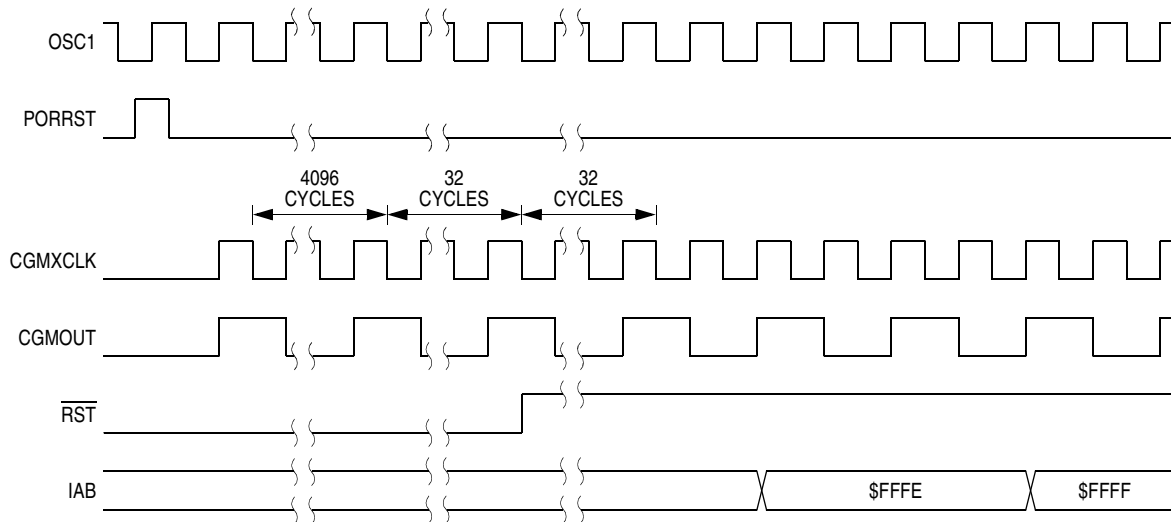 OSC1
PORRST
4096
CYCLES
32
CYCLES
32
CYCLES
CGMXCLK
CGMOUT
RST
IAB
$FFFE
$FFFF